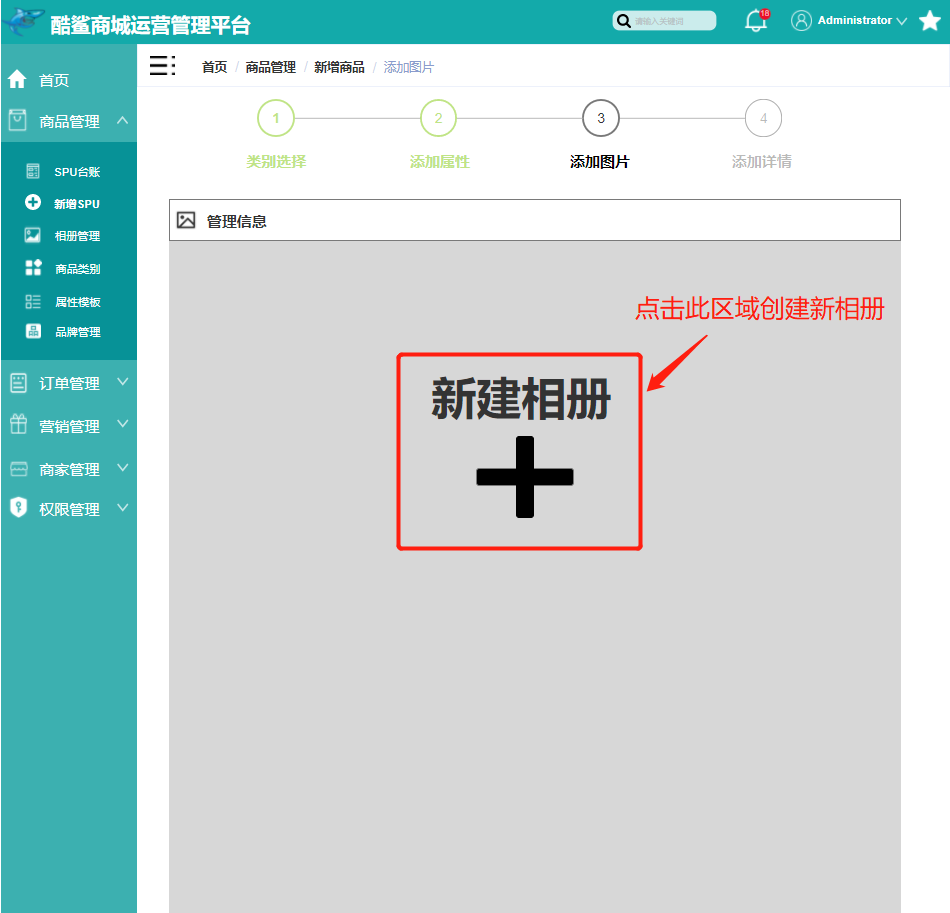 酷鲨商城运营管理平台
请输入关键词
18
Administrator
首页
商品管理
SPU台账
新增SPU
相册管理
商品类别
属性模板
品牌管理
订单管理
营销管理
商家管理
权限管理
首页 / 商品管理 / 新增商品 / 添加图片
1 2 3 4
类别选择 添加属性 添加图片 添加详情
管理信息
点击此区域创建新相册
新建相册